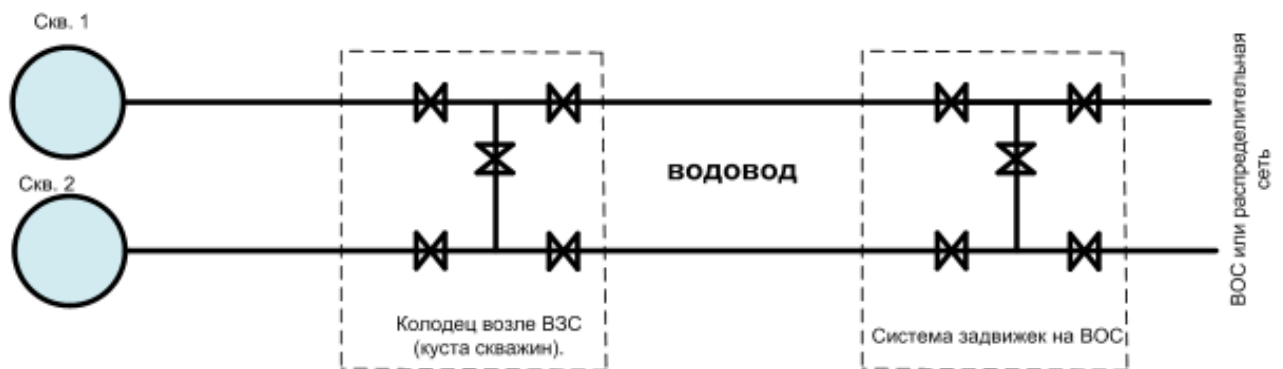 Скв. 1
Скв. 2
водовод
Колодец возле ВЗС
(куста скважин).
Система задвижек на ВОС
ВОС или распределительная
сеть